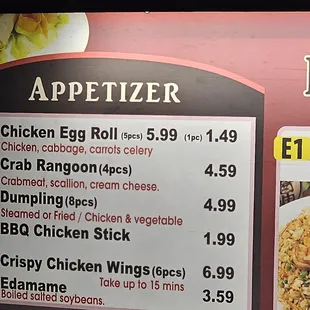 APPETIZER
Chicken Egg Roll (5pcs) 5.99 (1pc) 1.49
Chicken, cabbage, carrots celery
Crab Rangoon (4pcs) 4.59
Crabmeat, scallion, cream cheese.
Dumpling (8pcs) 4.99
Steamed or Fried / Chicken & vegetable
BBQ Chicken Stick 1.99
Crispy Chicken Wings (6pcs) 6.99
Take up to 15 mins
Edamame 3.59
Boiled salted soybeans.
E1